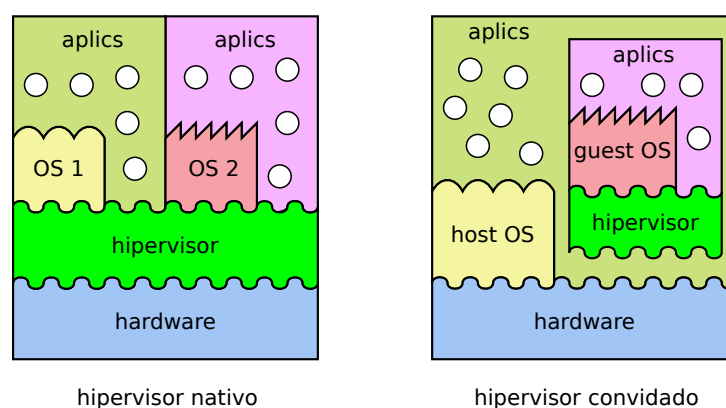 aplics
aplics
OS 1
OS 2
hipervisor
hardware
hipervisor nativo
aplics
aplics
guest OS
host OS
hipervisor
hardware
hipervisor convidado